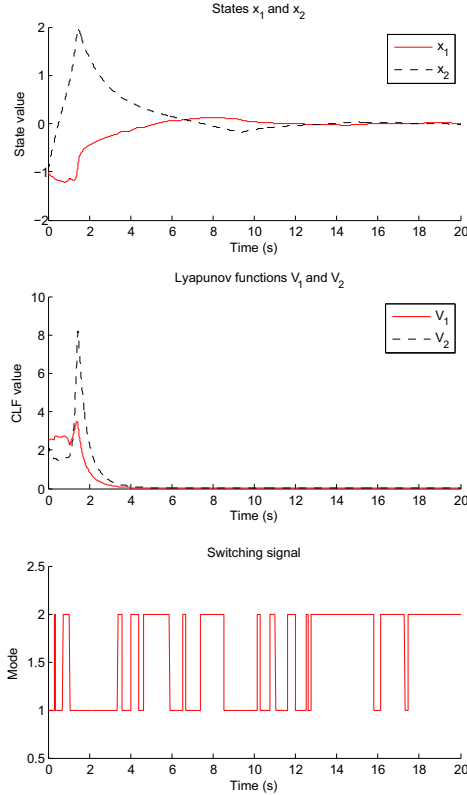 States x₁ and x₂
State value
2
1
0
-1
−2
x₁
x₂
0 2 4 6 8 10 12 14 16 18 20
Time (s)
Lyapunov functions V₁ and V₂
CLF value
10
8
6
4
2
0
V₁
V₂
0 2 4 6 8 10 12 14 16 18 20
Time (s)
Switching signal
Mode
2.5
2
1.5
1
0.5
0 2 4 6 8 10 12 14 16 18 20
Time (s)